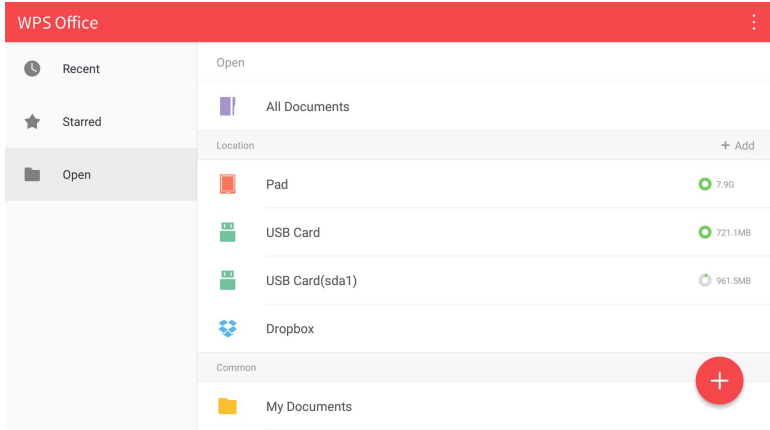 WPS Office
Recent
Starred
Open
Open
All Documents
Location
+ Add
Pad
7.9G
USB Card
721.1MB
USB Card(sda1)
961.5MB
Dropbox
Common
My Documents